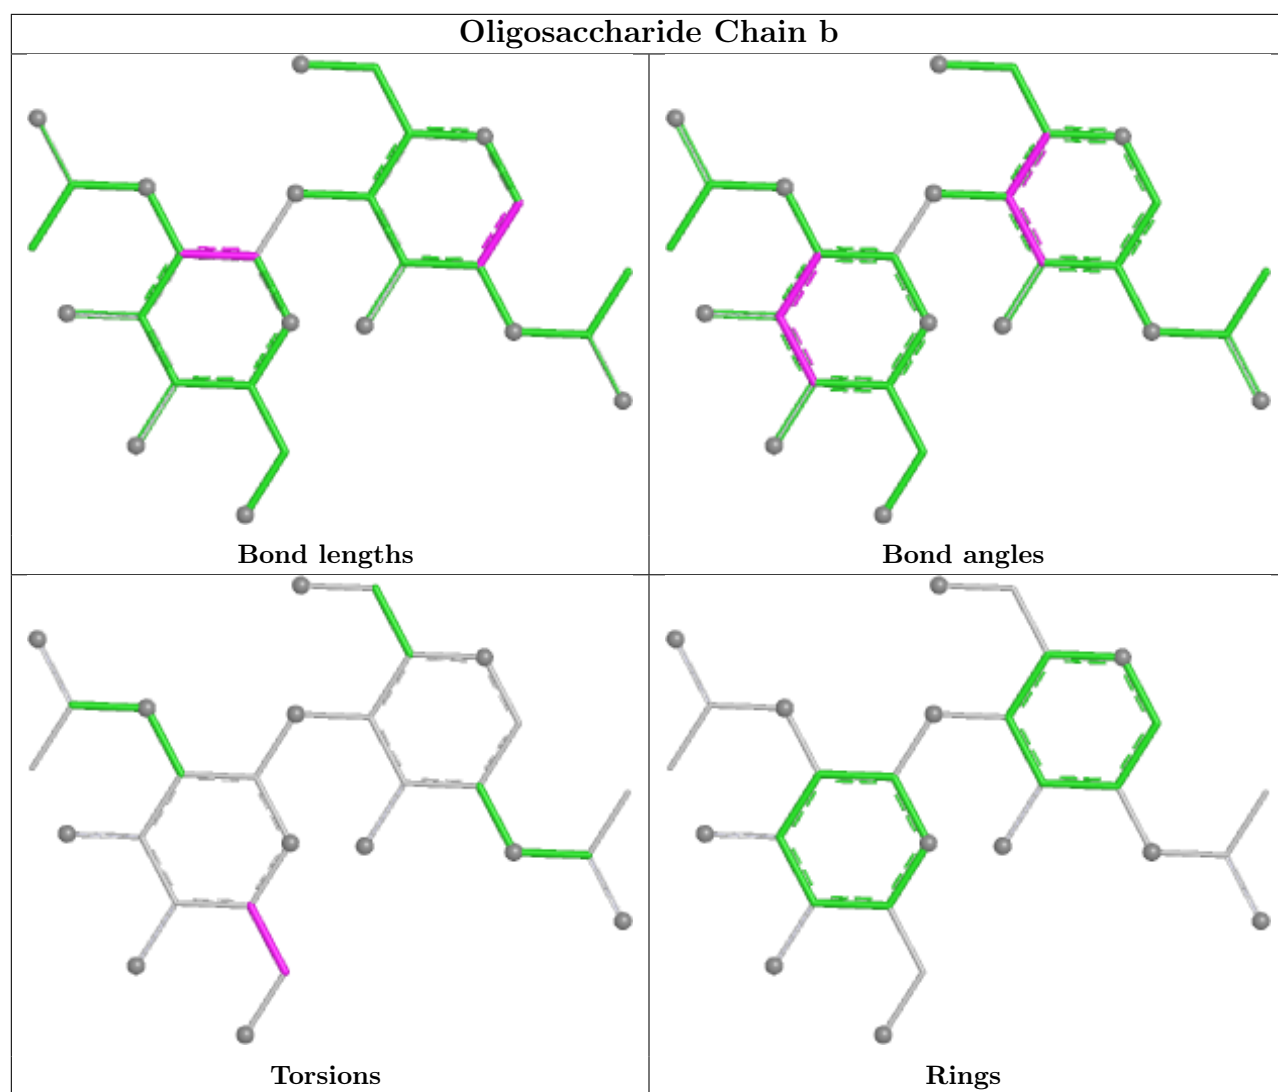 Oligosaccharide Chain b
Bond lengths
Bond angles
Torsions
Rings